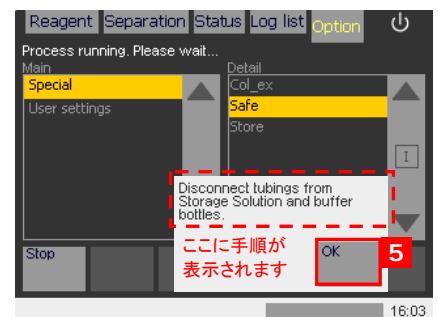 Reagent Separation Status Log list Option
Process running. Please wait...
Main
Detail
Special
User settings
Col_ex
Safe
Store
I
Disconnect tubings from
Storage Solution and buffer
bottles.
ここに手順が
表示されます
Stop
OK
5
16:03